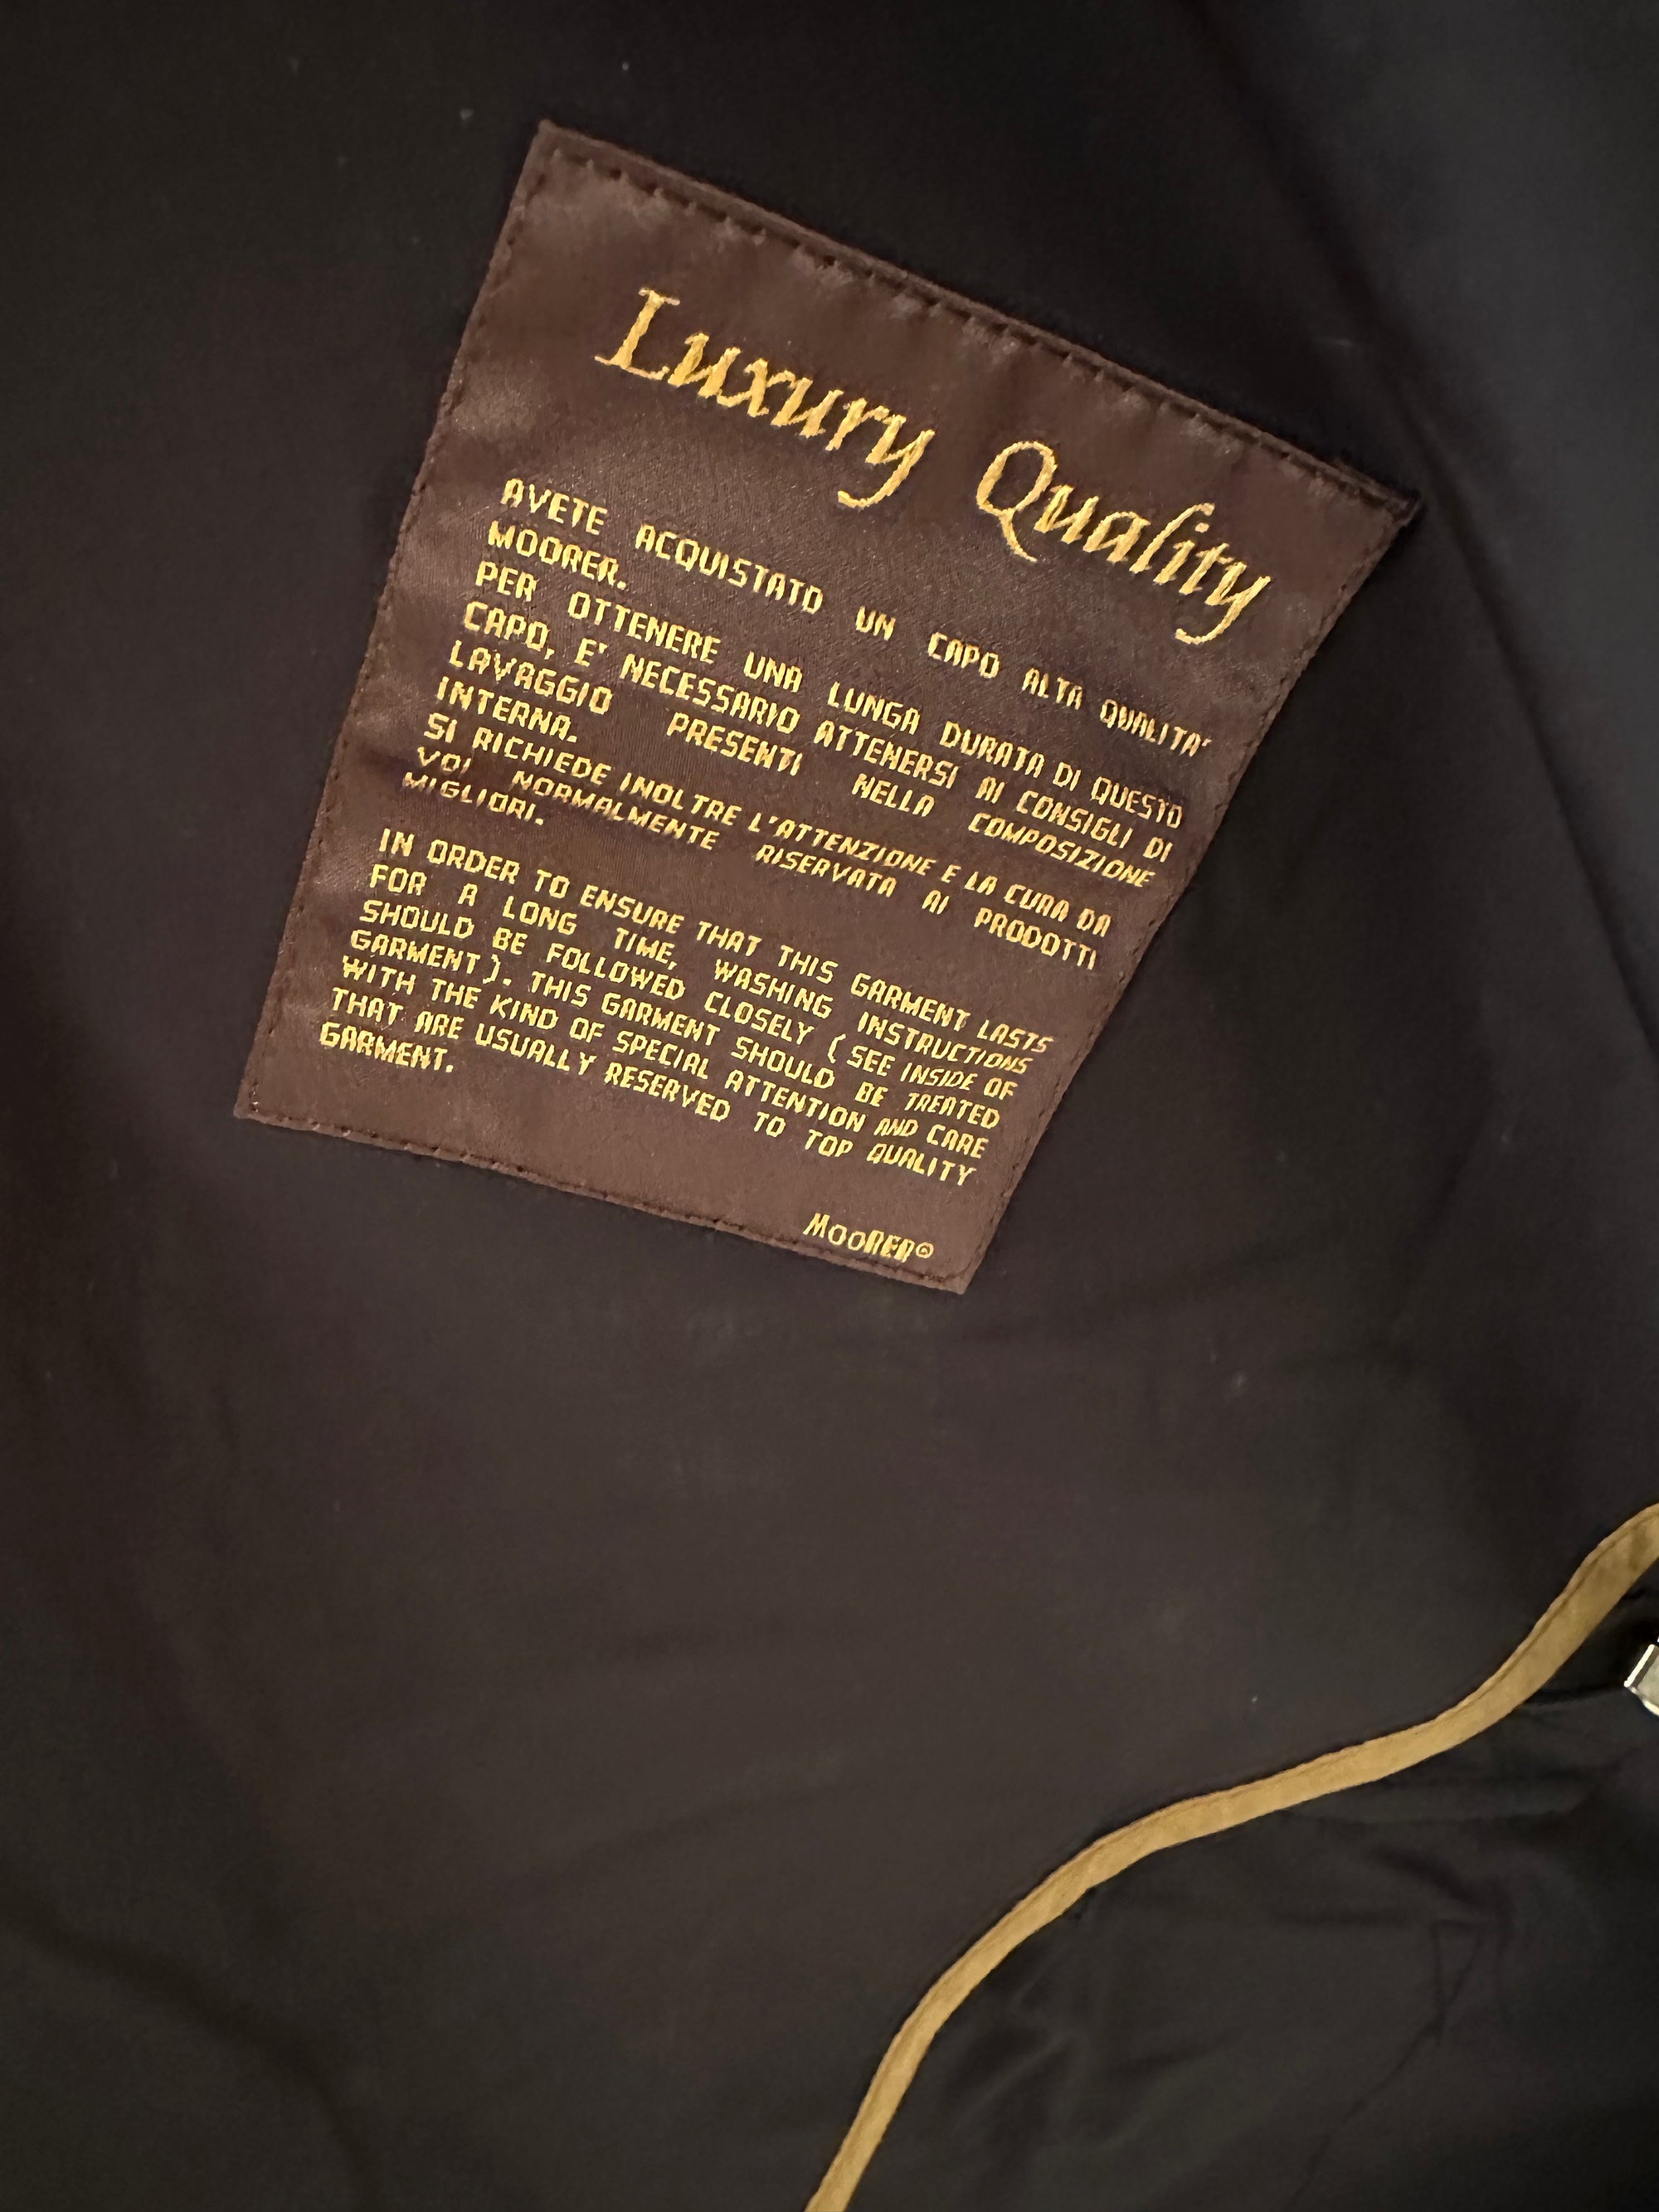 Luxury Quality
AVETE ACQUISTATO UN CAPO ALTA QUALITA'
MOORER.
PER OTTENERE UNA LUNGA DURATA DI QUESTO
CAPO, E' NECESSARIO ATTENERSI AI CONSIGLI DI
LAVAGGIO PRESENTI NELLA COMPOSIZIONE
INTERNA.
SI RICHIEDE INOLTRE L'ATTENZIONE E LA CURA DA
VOI NORMALMENTE RISERVATA AI PRODOTTI
MIGLIORI.
IN ORDER TO ENSURE THAT THIS GARMENT LASTS
FOR A LONG TIME, WASHING INSTRUCTIONS
SHOULD BE FOLLOWED CLOSELY ( SEE INSIDE OF
GARMENT ). THIS GARMENT SHOULD BE TREATED
WITH THE KIND OF SPECIAL ATTENTION AND CARE
THAT ARE USUALLY RESERVED TO TOP QUALITY
GARMENT.
MOORER©